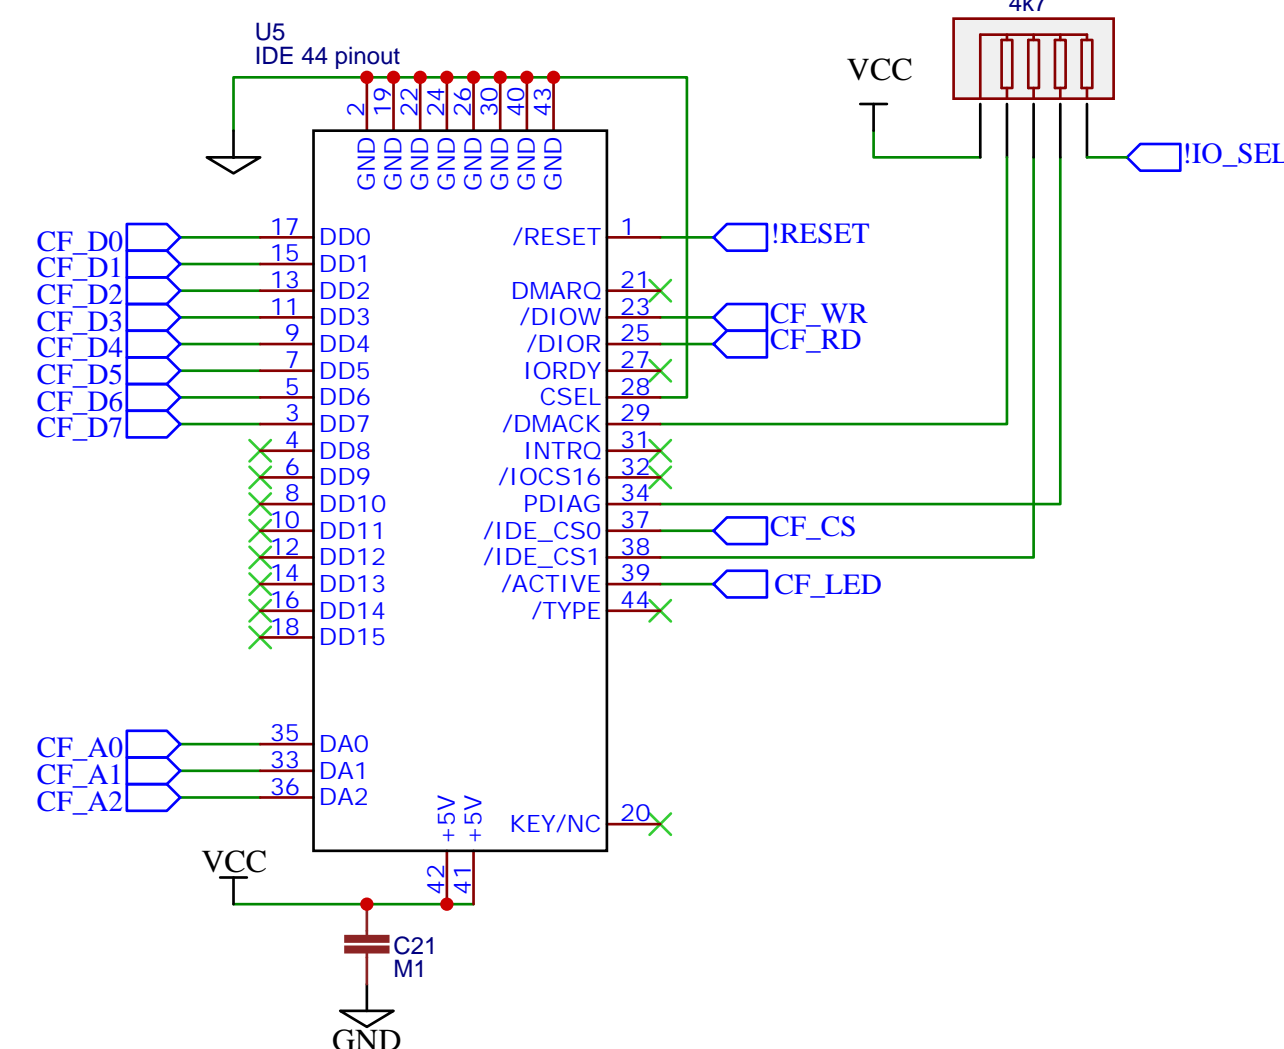 4k7
U5
IDE 44 pinout
VCC
2 19 22 24 26 30 40 43
GND GND GND GND GND GND GND GND
!IO_SEL
CF_D0 17 DD0 /RESET 1 !RESET
CF_D1 15 DD1
CF_D2 13 DD2 DMARQ 21
CF_D3 11 DD3 /DIOW 23 CF_WR
CF_D4 9 DD4 /DIOR 25 CF_RD
CF_D5 7 DD5 IORDY 27
CF_D6 5 DD6 CSEL 28
CF_D7 3 DD7 /DMACK 29
4 DD8 INTRQ 31
6 DD9 /IOCS16 32
8 DD10 PDIAG 34
10 DD11 /IDE_CS0 37 CF_CS
12 DD12 /IDE_CS1 38
14 DD13 /ACTIVE 39 CF_LED
16 DD14 /TYPE 44
18 DD15
CF_A0 35 DA0
CF_A1 33 DA1
CF_A2 36 DA2
+5V +5V
KEY/NC 20
VCC
42 41
C21
M1
GND